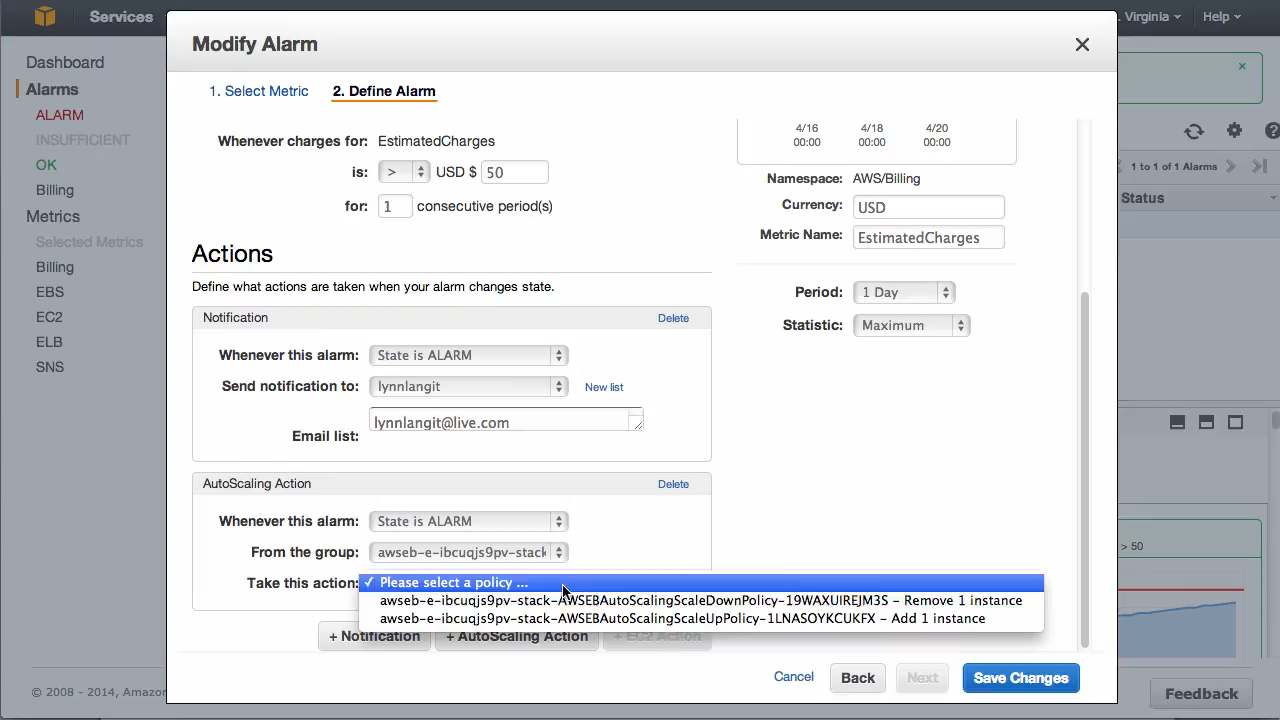 Services
. Virginia
Help
Dashboard
Alarms
ALARM
INSUFFICIENT
OK
Billing
Metrics
Selected Metrics
Billing
EBS
EC2
ELB
SNS
© 2008 - 2014, Amazon
Modify Alarm
1. Select Metric
2. Define Alarm
Whenever charges for: EstimatedCharges
is: > USD $ 50
for: 1 consecutive period(s)
Actions
Define what actions are taken when your alarm changes state.
Notification Delete
Whenever this alarm: State is ALARM
Send notification to: lynnlangit New list
lynnlangit@live.com
Email list:
AutoScaling Action Delete
Whenever this alarm: State is ALARM
From the group: awseb-e-ibcuqjs9pv-stack
Take this action: ✓ Please select a policy ...
awseb-e-ibcuqjs9pv-stack-AWSEBAutoScalingScaleDownPolicy-19WAXUIREJM3S - Remove 1 instance
awseb-e-ibcuqjs9pv-stack-AWSEBAutoScalingScaleUpPolicy-1LNASOYKCUKFX - Add 1 instance
+ Notification
+ AutoScaling Action
+ EC2 Action
4/16 4/18 4/20
00:00 00:00 00:00
Namespace: AWS/Billing
Currency: USD
Metric Name: EstimatedCharges
Period: 1 Day
Statistic: Maximum
Cancel
Back
Next
Save Changes
1 to 1 of 1 Alarms
Status
> 50
Feedback